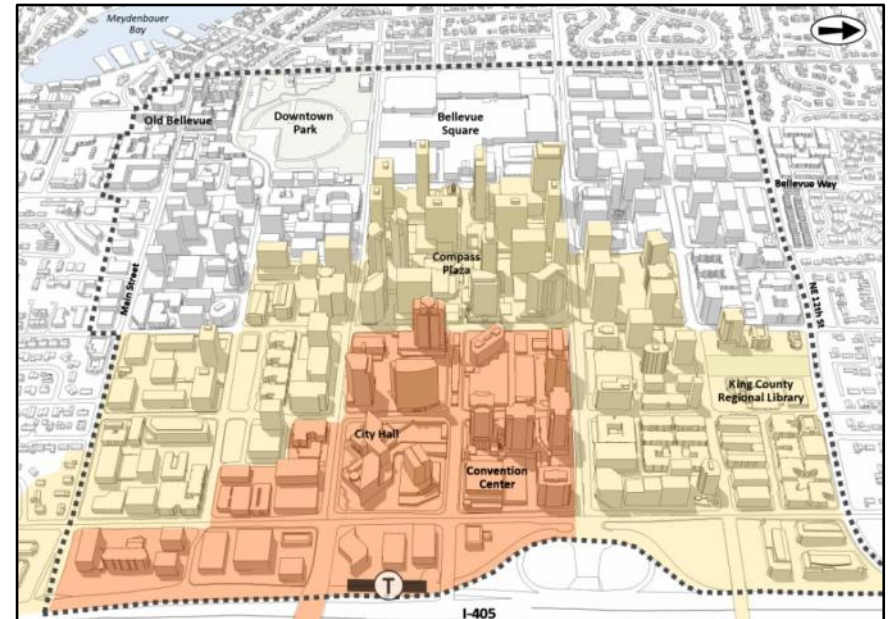 Meydenbauer
Bay
Old Bellevue
Downtown
Park
Bellevue
Square
Bellevue Way
Compass
Plaza
Main Street
NE 12th St
King County
Regional Library
City Hall
Convention
Center
T
I-405